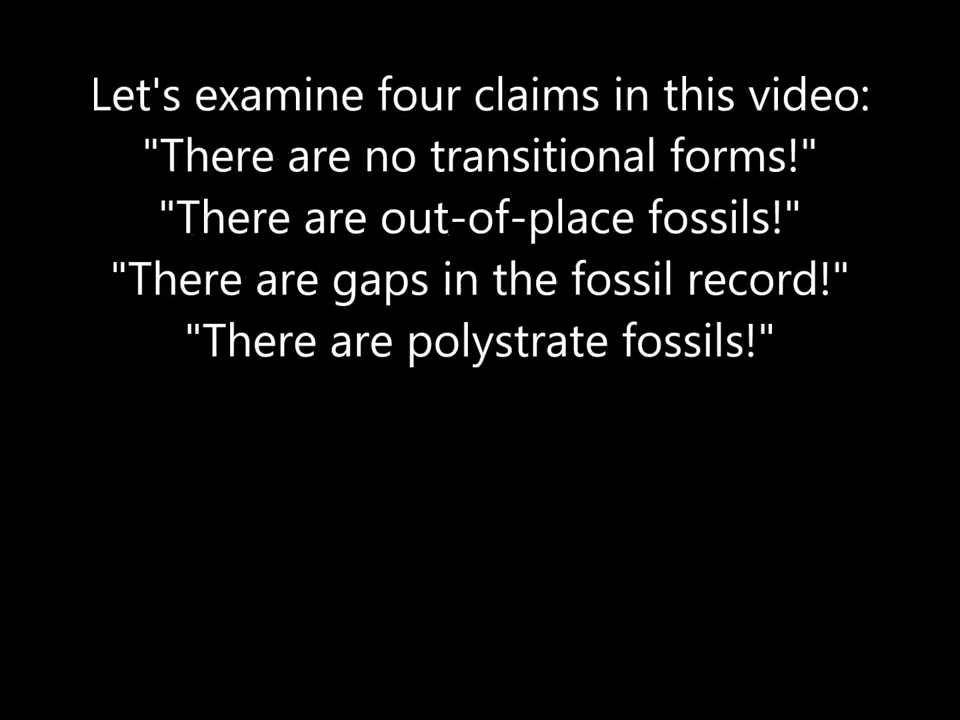 Let's examine four claims in this video:
"There are no transitional forms!"
"There are out-of-place fossils!"
"There are gaps in the fossil record!"
"There are polystrate fossils!"